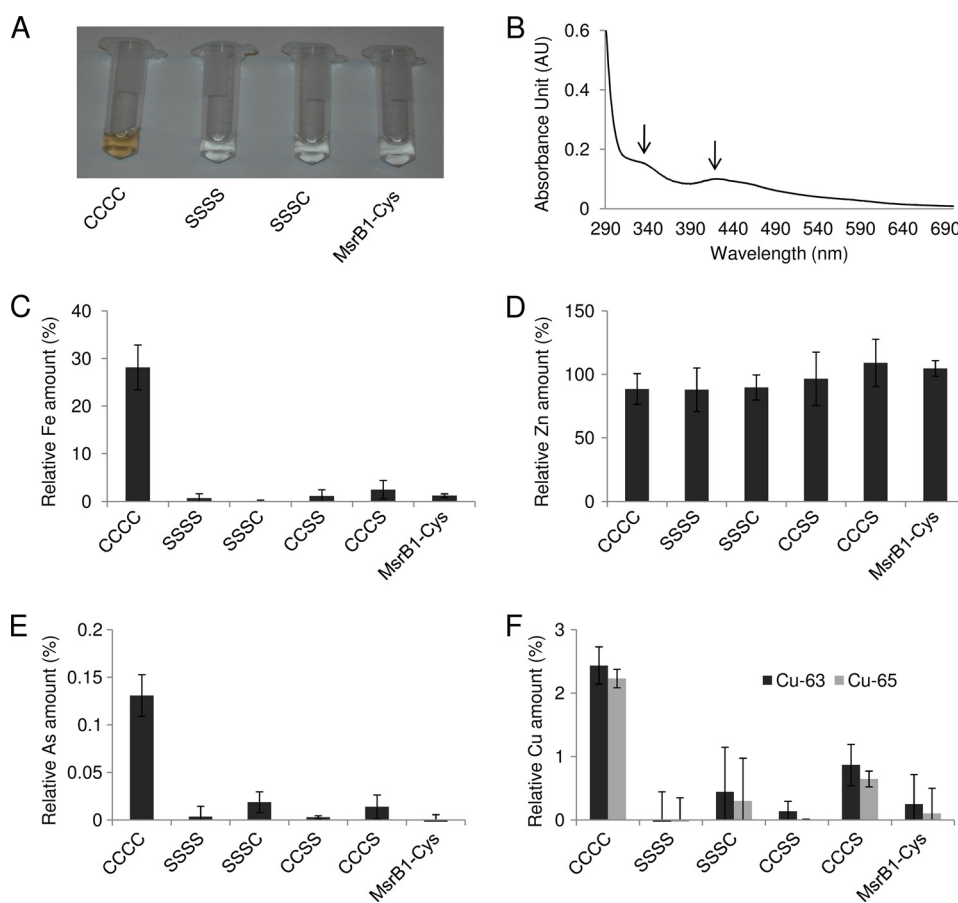 A
CCCC
SSSS
SSSC
MsrB1-Cys
B
Absorbance Unit (AU)
0.6
0.4
0.2
0
290 340 390 440 490 540 590 640 690
Wavelength (nm)
C
Relative Fe amount (%)
40
30
20
10
0
CCCC
SSSS
SSSC
CCSS
CCCS
MsrB1-Cys
D
Relative Zn amount (%)
150
100
50
0
CCCC
SSSS
SSSC
CCSS
CCCS
MsrB1-Cys
E
Relative As amount (%)
0.2
0.15
0.1
0.05
0
CCCC
SSSS
SSSC
CCSS
CCCS
MsrB1-Cys
F
Relative Cu amount (%)
3
2
1
0
Cu-63 Cu-65
CCCC
SSSS
SSSC
CCSS
CCCS
MsrB1-Cys